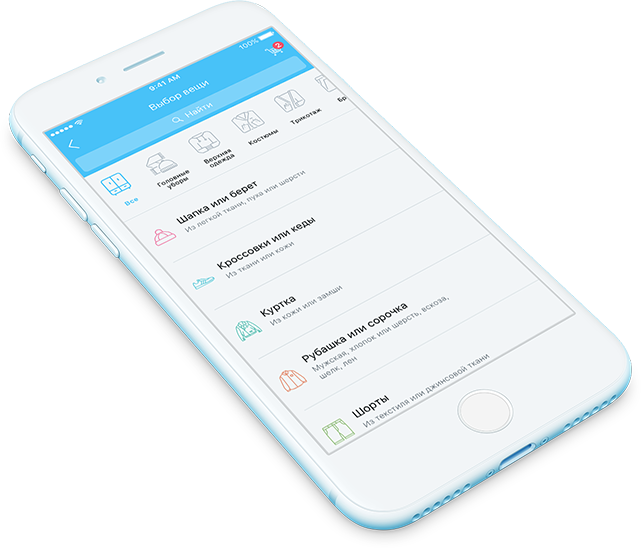 9:41 AM
100%
Выбор вещи
2
Найти
Все
Головные
уборы
Верхняя
одежда
Костюмы
Трикотаж
Шапка или берет
Из легкой ткани, пуха или шерсти
Кроссовки или кеды
Из ткани или кожи
Куртка
Из кожи или замши
Рубашка или сорочка
Мужская, хлопок или шерсть, вскоза,
шелк, лен
Шорты
Из текстиля или джинсовой ткани